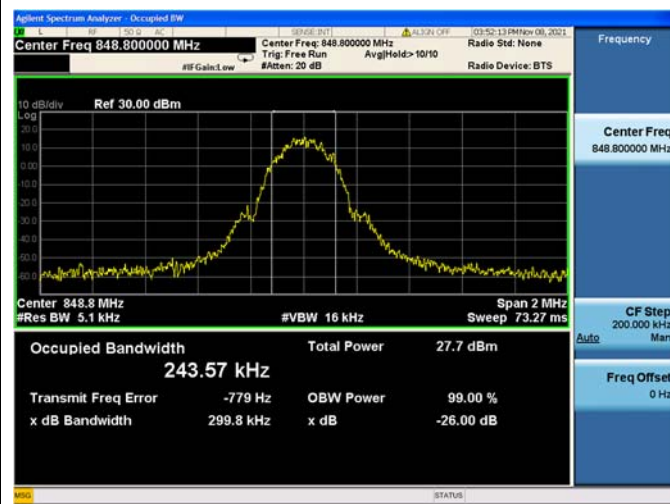 Agilent Spectrum Analyzer - Occupied BW
L RF 50 Ω AC SENSE:INT ALIGN OFF 03:52:13 PM Nov 08, 2021
Center Freq 848.800000 MHz
Center Freq: 848.800000 MHz
Radio Std: None
Trig: Free Run
Avg|Hold:>10/10
#IFGain:Low
#Atten: 20 dB
Radio Device: BTS
Frequency
10 dB/div
Ref 30.00 dBm
Log
20.0
10.0
0.00
-10.0
-20.0
-30.0
-40.0
-50.0
-60.0
Center Freq
848.800000 MHz
Center 848.8 MHz
Span 2 MHz
#Res BW 5.1 kHz
#VBW 16 kHz
Sweep 73.27 ms
CF Step
200.000 kHz
Auto Man
Occupied Bandwidth
Total Power
27.7 dBm
243.57 kHz
Transmit Freq Error
-779 Hz
OBW Power
99.00 %
x dB Bandwidth
299.8 kHz
x dB
-26.00 dB
Freq Offset
0 Hz
MSG
STATUS